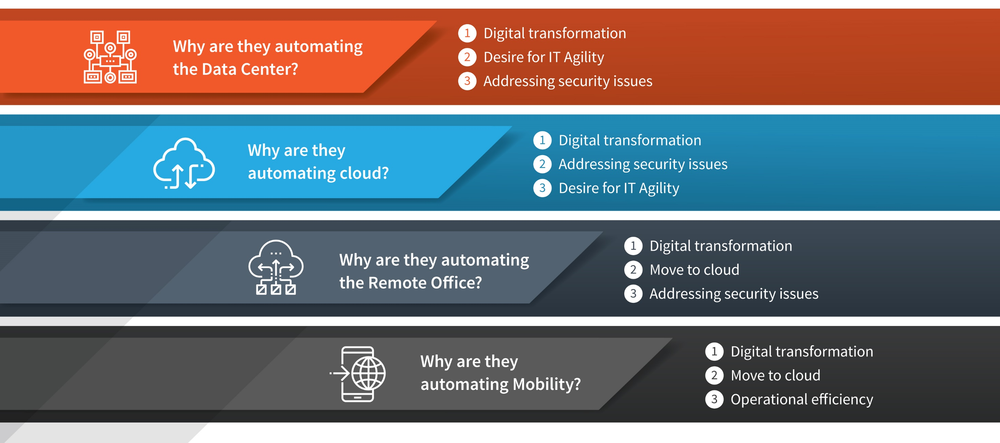 Why are they automating
the Data Center?
1 Digital transformation
2 Desire for IT Agility
3 Addressing security issues
Why are they
automating cloud?
1 Digital transformation
2 Addressing security issues
3 Desire for IT Agility
Why are they automating
the Remote Office?
1 Digital transformation
2 Move to cloud
3 Addressing security issues
Why are they
automating Mobility?
1 Digital transformation
2 Move to cloud
3 Operational efficiency